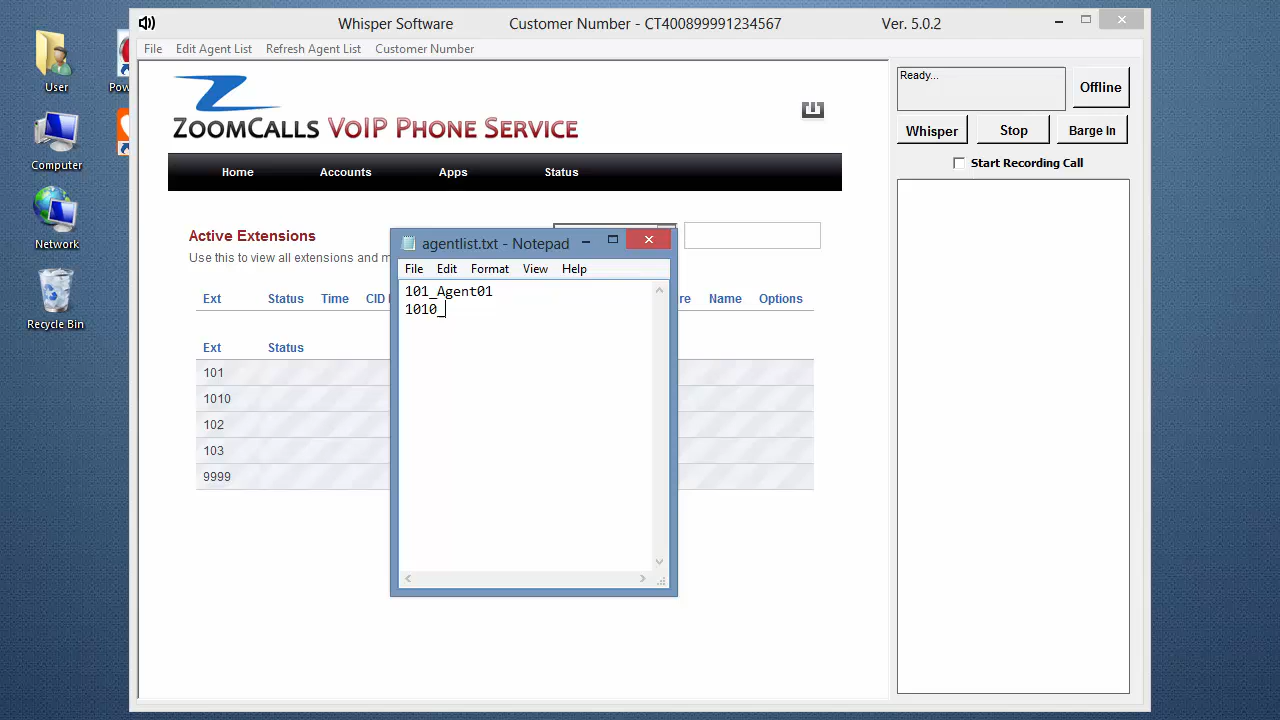 Whisper Software Customer Number - CT400899991234567 Ver. 5.0.2
File Edit Agent List Refresh Agent List Customer Number
User
Computer
Network
Recycle Bin
ZOOMCALLS VOIP PHONE SERVICE
Home Accounts Apps Status
Active Extensions
Use this to view all extensions and m
Ext Status Time CID Name Options
Ext Status
101
1010
102
103
9999
agentlist.txt - Notepad
File Edit Format View Help
101_Agent01
1010_
Ready...
Offline
Whisper Stop Barge In
Start Recording Call